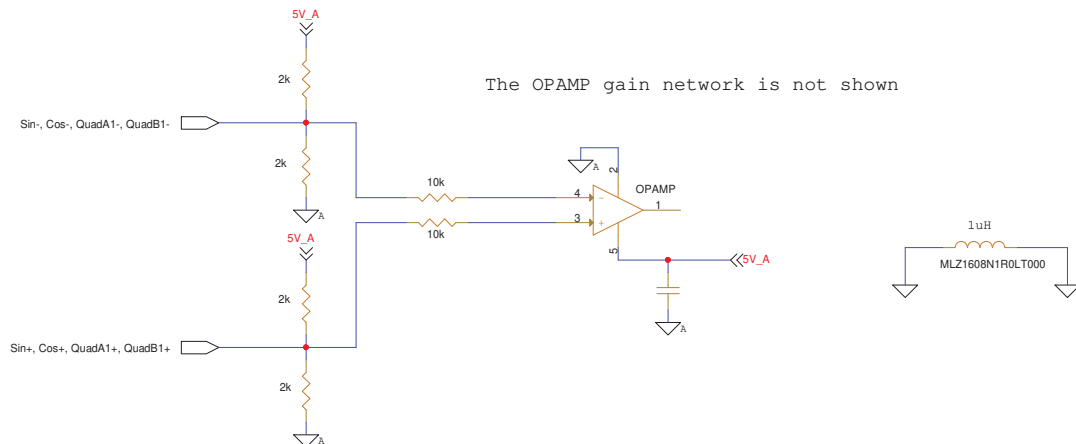 5V_A
2k
The OPAMP gain network is not shown
Sin-, Cos-, QuadA1-, QuadB1-
2k
A
2
OPAMP
10k
4
-
1
A
5V_A
10k
3
+
5
1uH
5V_A
MLZ1608N1R0LT000
2k
A
Sin+, Cos+, QuadA1+, QuadB1+
2k
A